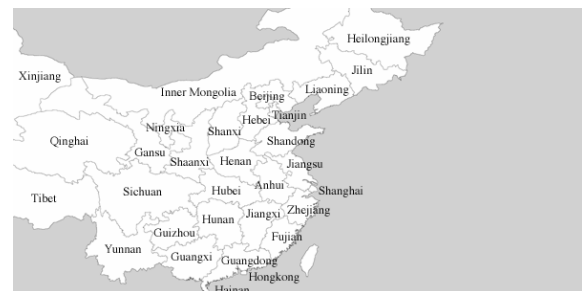 Heilongjiang
Jilin
Xinjiang
Liaoning
Inner Mongolia
Beijing
Hebei
Tianjin
Ningxia
Shanxi
Qinghai
Shandong
Gansu
Shaanxi
Henan
Jiangsu
Tibet
Sichuan
Hubei
Anhui
Shanghai
Hunan
Jiangxi
Zhejiang
Guizhou
Fujian
Yunnan
Guangxi
Guangdong
Hongkong
Hainan